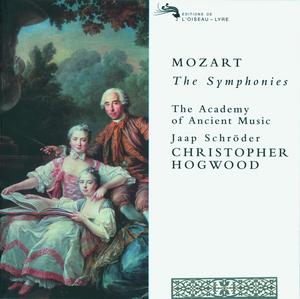 EDITIONS DE
L'OISEAU-LYRE
MOZART
The Symphonies
The Academy
of Ancient Music
Jaap Schröder
CHRISTOPHER
HOGWOOD